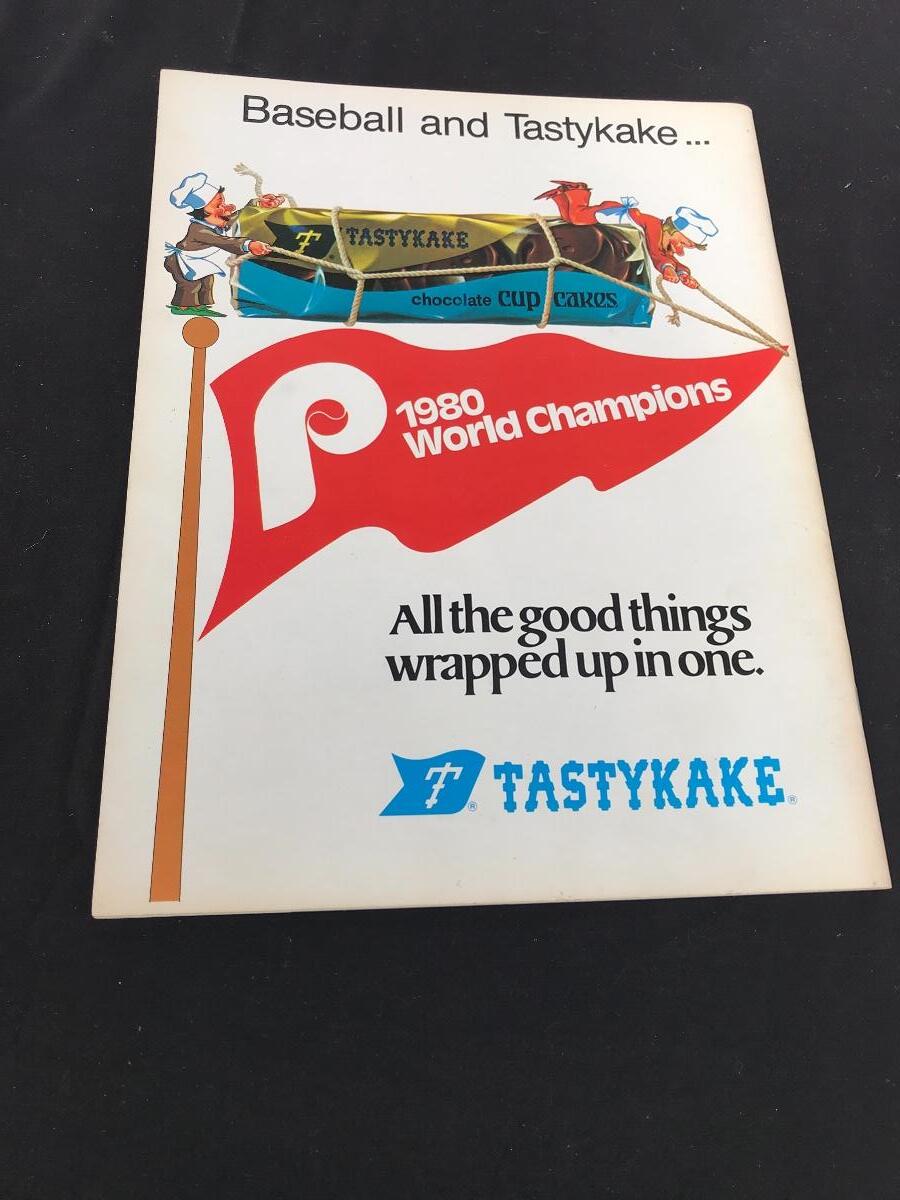 Baseball and Tastykake...
T TASTYKAKE
chocolate cup cakes
P 1980
World Champions
All the good things
wrapped up in one.
T® TASTYKAKE®